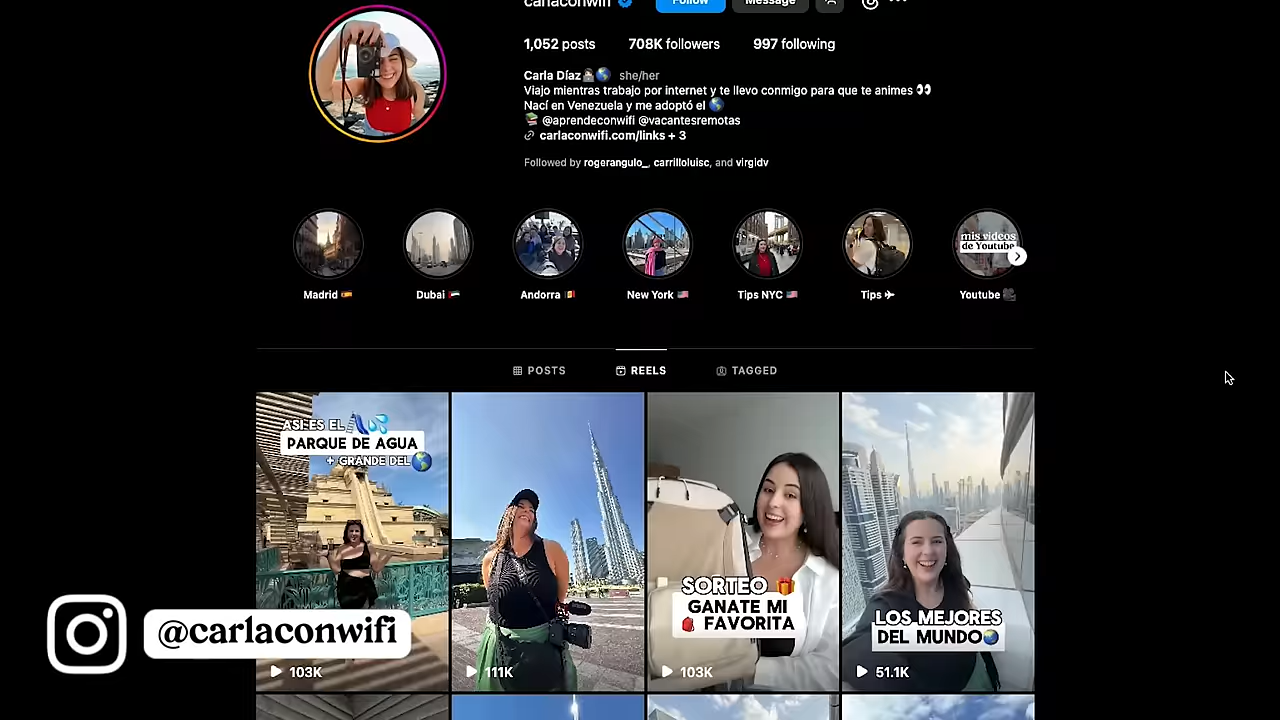 carlaconwifi
Follow
Message
1,052 posts
708K followers
997 following
Carla Díaz she/her
Viajo mientras trabajo por internet y te llevo conmigo para que te animes
Nací en Venezuela y me adoptó el
@aprendeconwifi @vacantesremotas
carlaconwifi.com/links + 3
Followed by rogerangulo_, carrilloluisc, and virgidv
mis videos
de Youtube
Madrid
Dubai
Andorra
New York
Tips NYC
Tips
Youtube
POSTS
REELS
TAGGED
ASÍ ES EL
PARQUE DE AGUA
+ GRANDE DEL
SORTEO
GANATE MI
FAVORITA
LOS MEJORES
DEL MUNDO
@carlaconwifi
103K
111K
103K
51.1K